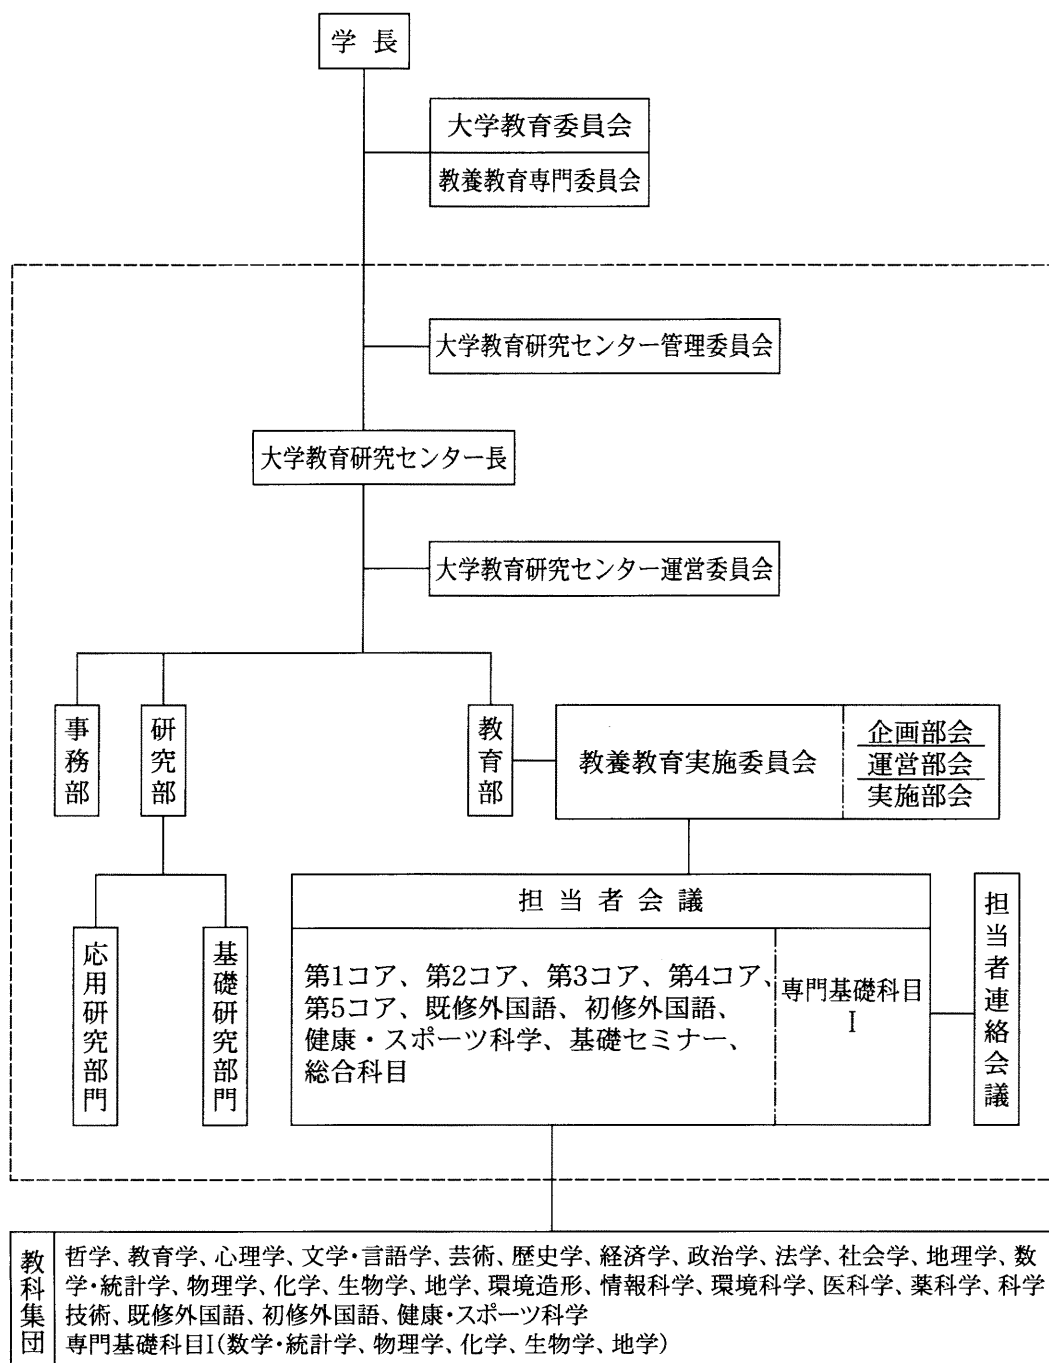 学長
大学教育委員会
教養教育専門委員会
大学教育研究センター管理委員会
大学教育研究センター長
大学教育研究センター運営委員会
事務部
研究部
教育部
教養教育実施委員会
企画部会
運営部会
実施部会
応用研究部門
基礎研究部門
担当者会議
第1コア、第2コア、第3コア、第4コア、
第5コア、既修外国語、初修外国語、
健康・スポーツ科学、基礎セミナー、
総合科目
専門基礎科目
I
担当者連絡会議
教科集団
哲学、教育学、心理学、文学・言語学、芸術、歴史学、経済学、政治学、法学、社会学、地理学、数
学・統計学、物理学、化学、生物学、地学、環境造形、情報科学、環境科学、医科学、薬科学、科学
技術、既修外国語、初修外国語、健康・スポーツ科学
専門基礎科目I(数学・統計学、物理学、化学、生物学、地学)